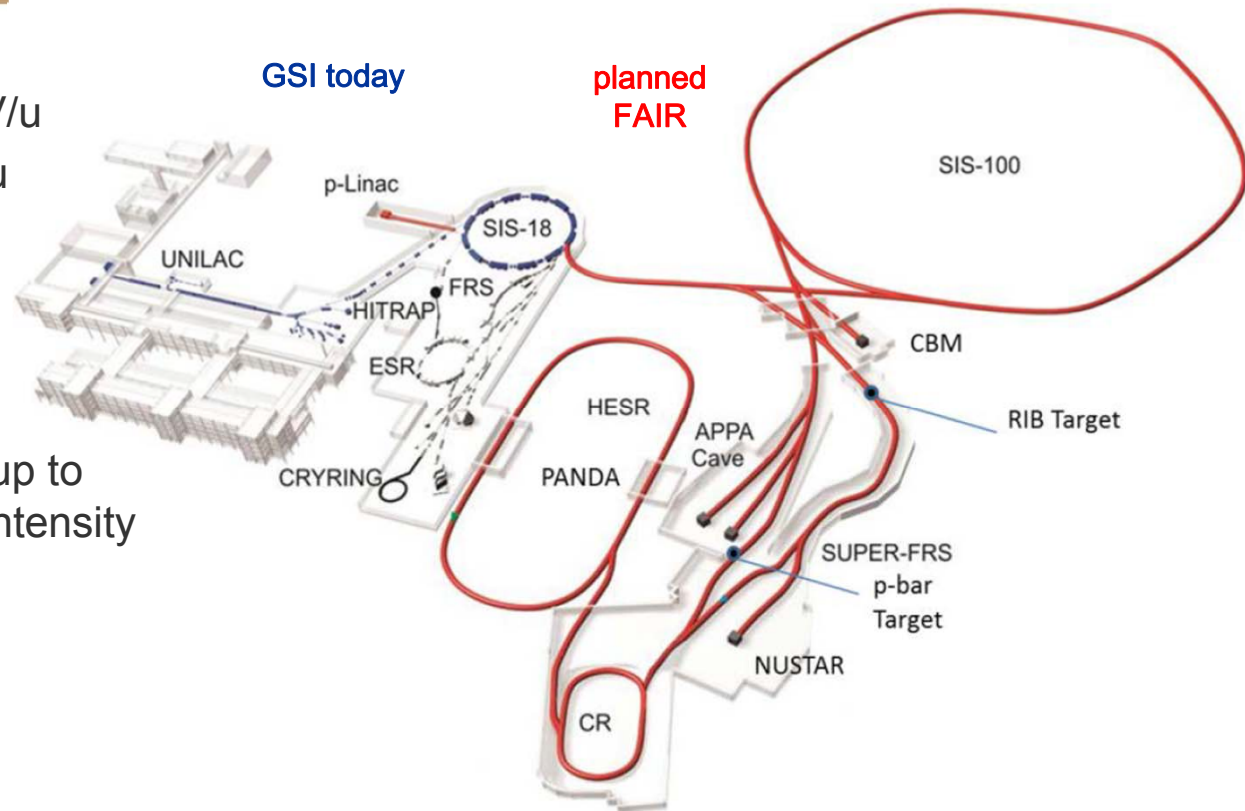 GSI today
planned
FAIR
V/u
u
up to
ntensity
p-Linac
SIS-18
SIS-100
UNILAC
HITRAP
FRS
ESR
CRYRING
HESR
PANDA
APPA
Cave
CBM
RIB Target
SUPER-FRS
p-bar
Target
NUSTAR
CR